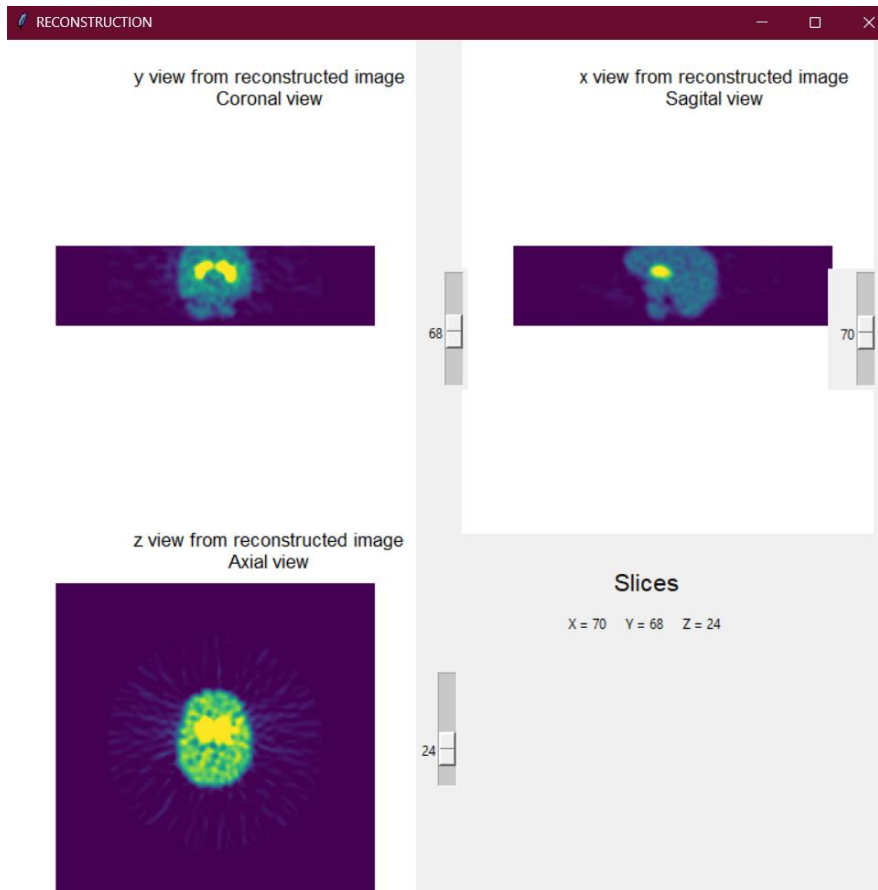 RECONSTRUCTION
y view from reconstructed image
Coronal view
68
x view from reconstructed image
Sagital view
70
z view from reconstructed image
Axial view
24
Slices
X = 70 Y = 68 Z = 24